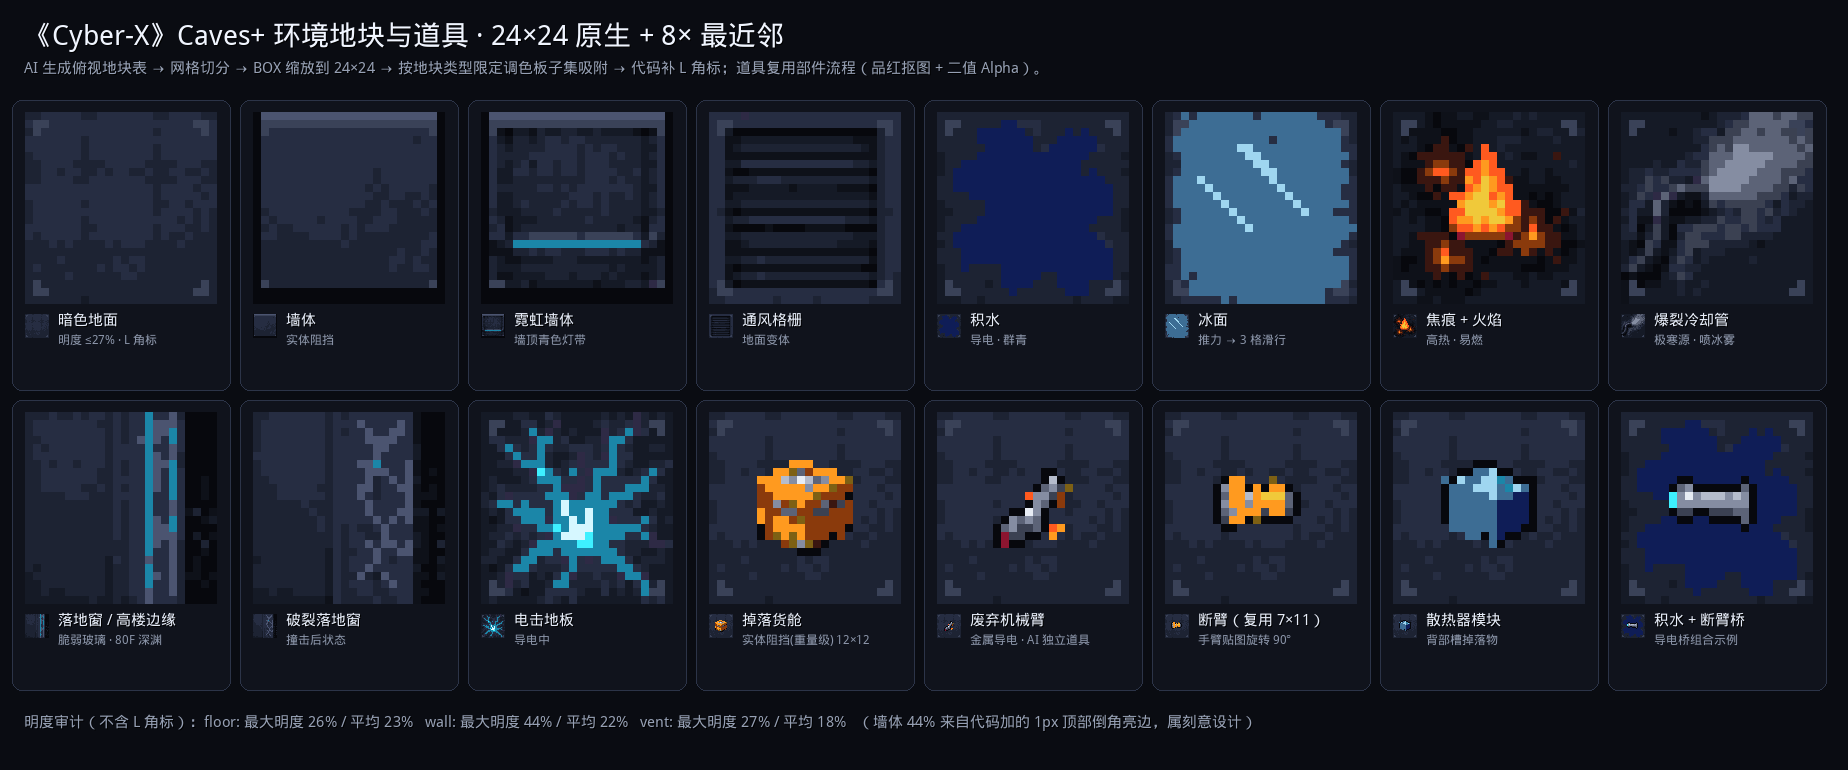 《Cyber-X》Caves+ 环境地块与道具 · 24×24 原生 + 8× 最近邻
AI 生成俯视地块表 → 网格切分 → BOX 缩放到 24×24 → 按地块类型限定调色板子集吸附 → 代码补 L 角标；道具复用部件流程（品红抠图 + 二值 Alpha）。
暗色地面
明度 ≤27% · L 角标
墙体
实体阻挡
霓虹墙体
墙顶青色灯带
通风格栅
地面变体
积水
导电 · 群青
冰面
推力 → 3 格滑行
焦痕 + 火焰
高热 · 易燃
爆裂冷却管
极寒源 · 喷冰雾
落地窗 / 高楼边缘
脆弱玻璃 · 80F 深渊
破裂落地窗
撞击后状态
电击地板
导电中
掉落货舱
实体阻挡(重量级) 12×12
废弃机械臂
金属导电 · AI 独立道具
断臂（复用 7×11）
手臂贴图旋转 90°
散热器模块
背部槽掉落物
积水 + 断臂桥
导电桥组合示例
明度审计（不含 L 角标）: floor: 最大明度 26% / 平均 23% wall: 最大明度 44% / 平均 22% vent: 最大明度 27% / 平均 18% （墙体 44% 来自代码加的 1px 顶部倒角亮边，属刻意设计）